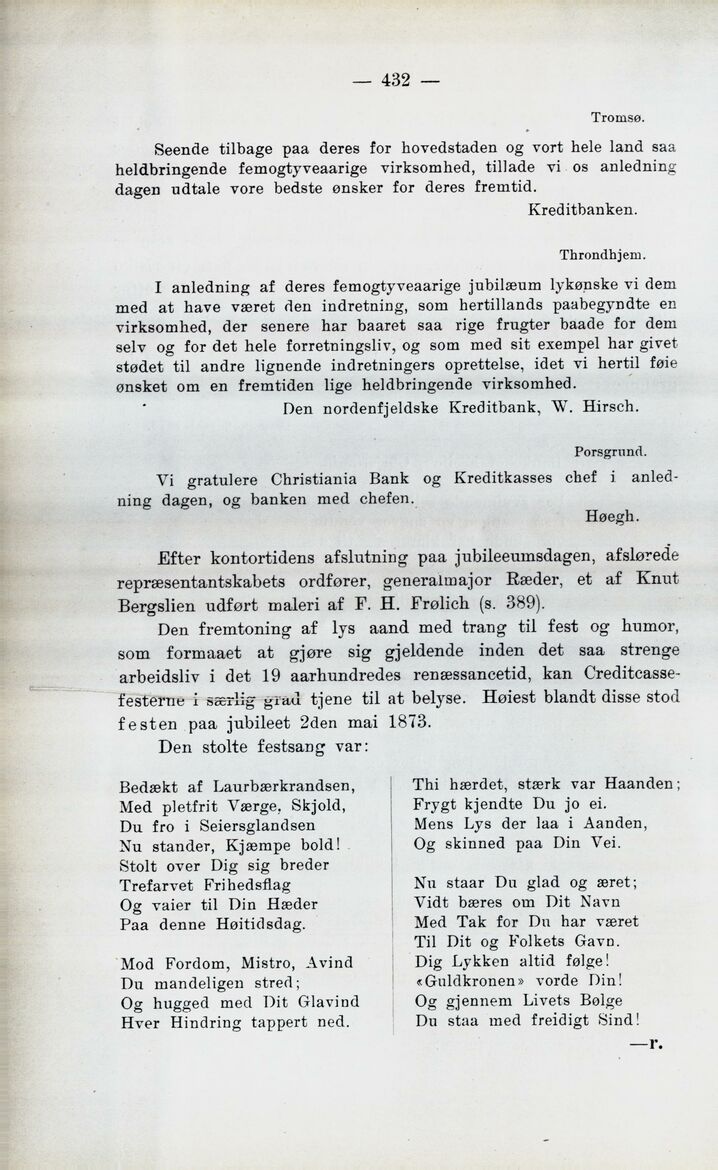 — 432 —
Tromsø.
Seende tilbage paa deres for hovedstaden og vort hele land saa
heldbringende femogtyveaarige virksomhed, tillade vi os anledning
dagen udtale vore bedste ønsker for deres fremtid.
Kreditbanken.
Throndhjem.
I anledning af deres femogtyveaarige jubilæum lykønske vi dem
med at have været den indretning, som hertillands paabegyndte en
virksomhed, der senere har baaret saa rige frugter baade for dem
selv og for det hele forretningsliv, og som med sit exempel har givet
stødet til andre lignende indretningers oprettelse, idet vi hertil føie
ønsket om en fremtiden lige heldbringende virksomhed.
Den nordenfjeldske Kreditbank, W. Hirsch.
Porsgrund.
Vi gratulere Christiania Bank og Kreditkasses chef i anled-
ning dagen, og banken med chefen.
Høegh.
Efter kontortidens afslutning paa jubileeumsdagen, afslørede
repræsentantskabets ordfører, generalmajor Ræder, et af Knut
Bergslien udført maleri af F. H. Frølich (s. 389).
Den fremtoning af lys aand med trang til fest og humor,
som formaaet at gjøre sig gjeldende inden det saa strenge
arbeidsliv i det 19 aarhundredes renæssancetid, kan Creditcasse-
festerne i særlig grad tjene til at belyse. Høiest blandt disse stod
festen paa jubileet 2den mai 1873.
Den stolte festsang var:
Bedækt af Laurbærkrandsen,
Med pletfrit Værge, Skjold,
Du fro i Seiersglandsen
Nu stander, Kjæmpe bold!
Stolt over Dig sig breder
Trefarvet Frihedsflag
Og vaier til Din Hæder
Paa denne Høitidsdag.
Mod Fordom, Mistro, Avind
Du mandeligen stred;
Og hugged med Dit Glavind
Hver Hindring tappert ned.
Thi hærdet, stærk var Haanden;
Frygt kjendte Du jo ei.
Mens Lys der laa i Aanden,
Og skinned paa Din Vei.
Nu staar Du glad og æret;
Vidt bæres om Dit Navn
Med Tak for Du har været
Til Dit og Folkets Gavn.
Dig Lykken altid følge!
«Guldkronen» vorde Din!
Og gjennem Livets Bølge
Du staa med freidigt Sind!
—r.